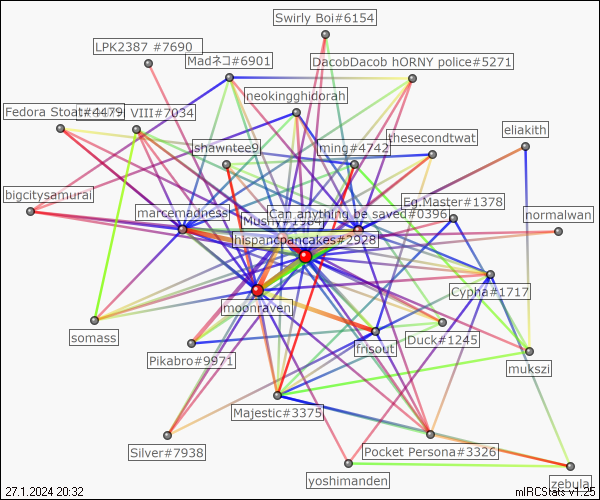 Swirly Boi#6154
LPK2387 #7690
Madネコ#6901
DacobDacob hORNY police#5271
neokingghidorah
Fedora Stoat#4479
VIII#7034
shawntee9
ming#4742
thesecondtwat
eliakith
bigcitysamurai
marcemadness
Can anything be saved#0396
Eg.Master#1378
normalwan
hispancpancakes#2928
Cypha#1717
moonraven
somass
Pikabro#9971
frisout
Duck#1245
mukszi
Majestic#3375
Silver#7938
Pocket Persona#3326
yoshimanden
zebula
27.1.2024 20:32
mIRCStats v1.25